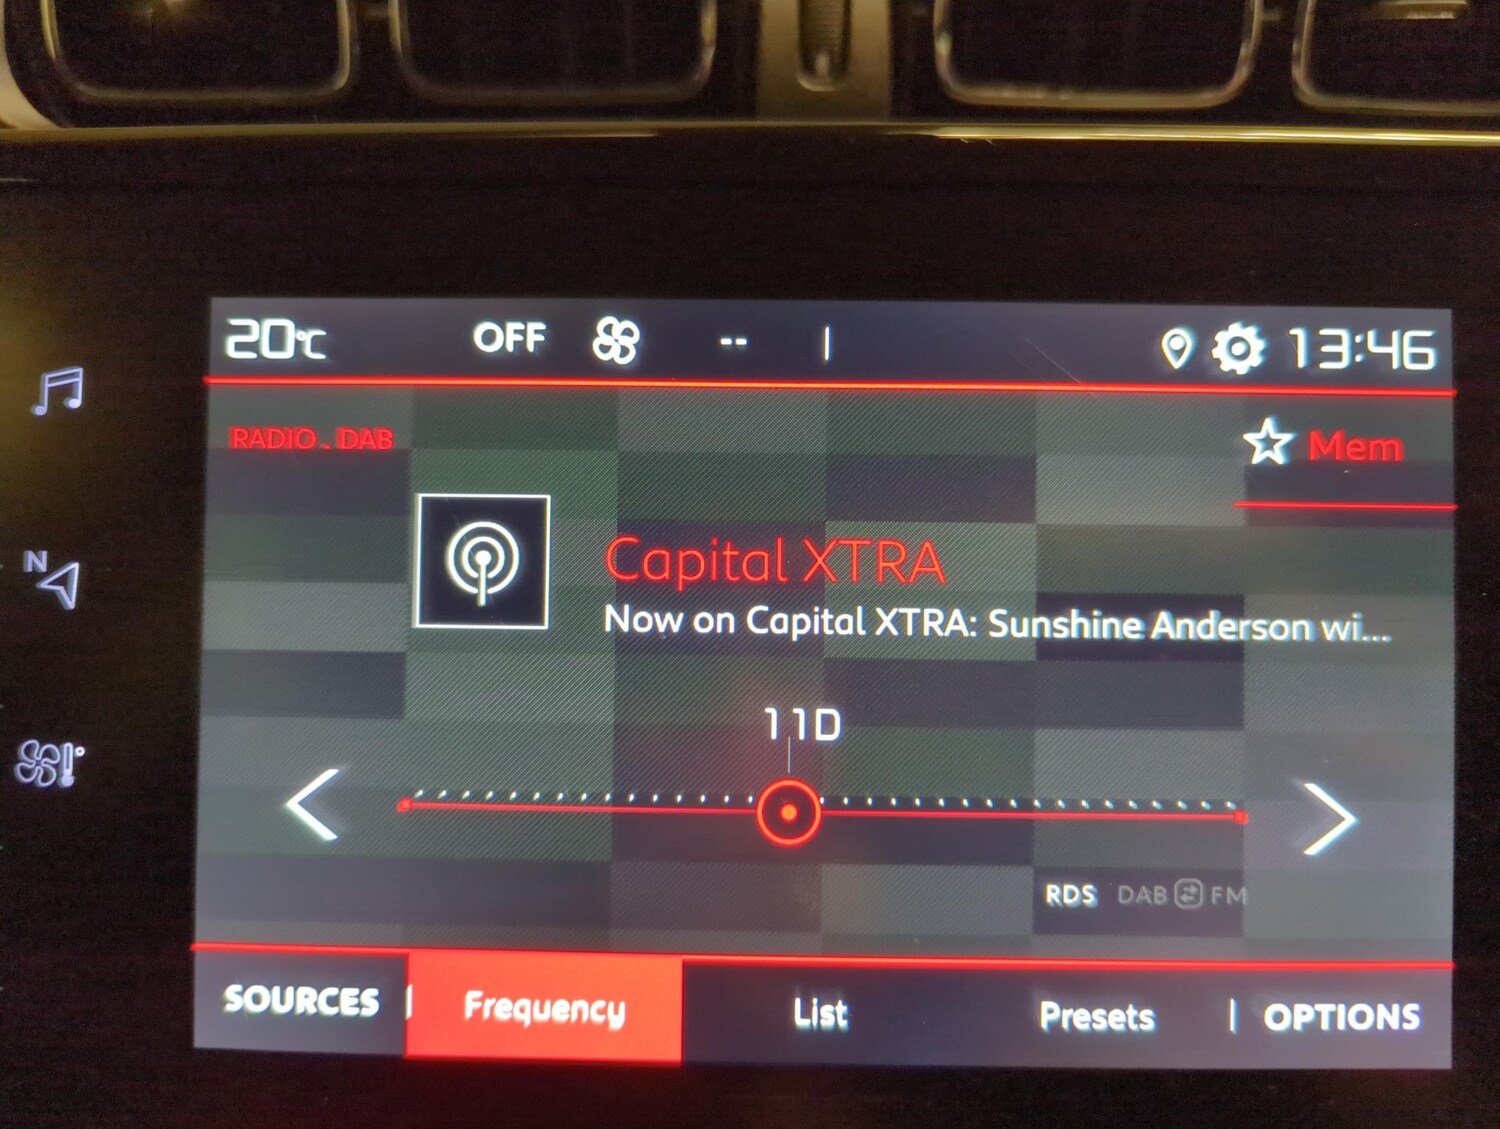 20°C OFF -- | 13:46
RADIO . DAB
Mem
Capital XTRA
Now on Capital XTRA: Sunshine Anderson wi...
N
11D
RDS DAB FM
SOURCES | Frequency List Presets | OPTIONS